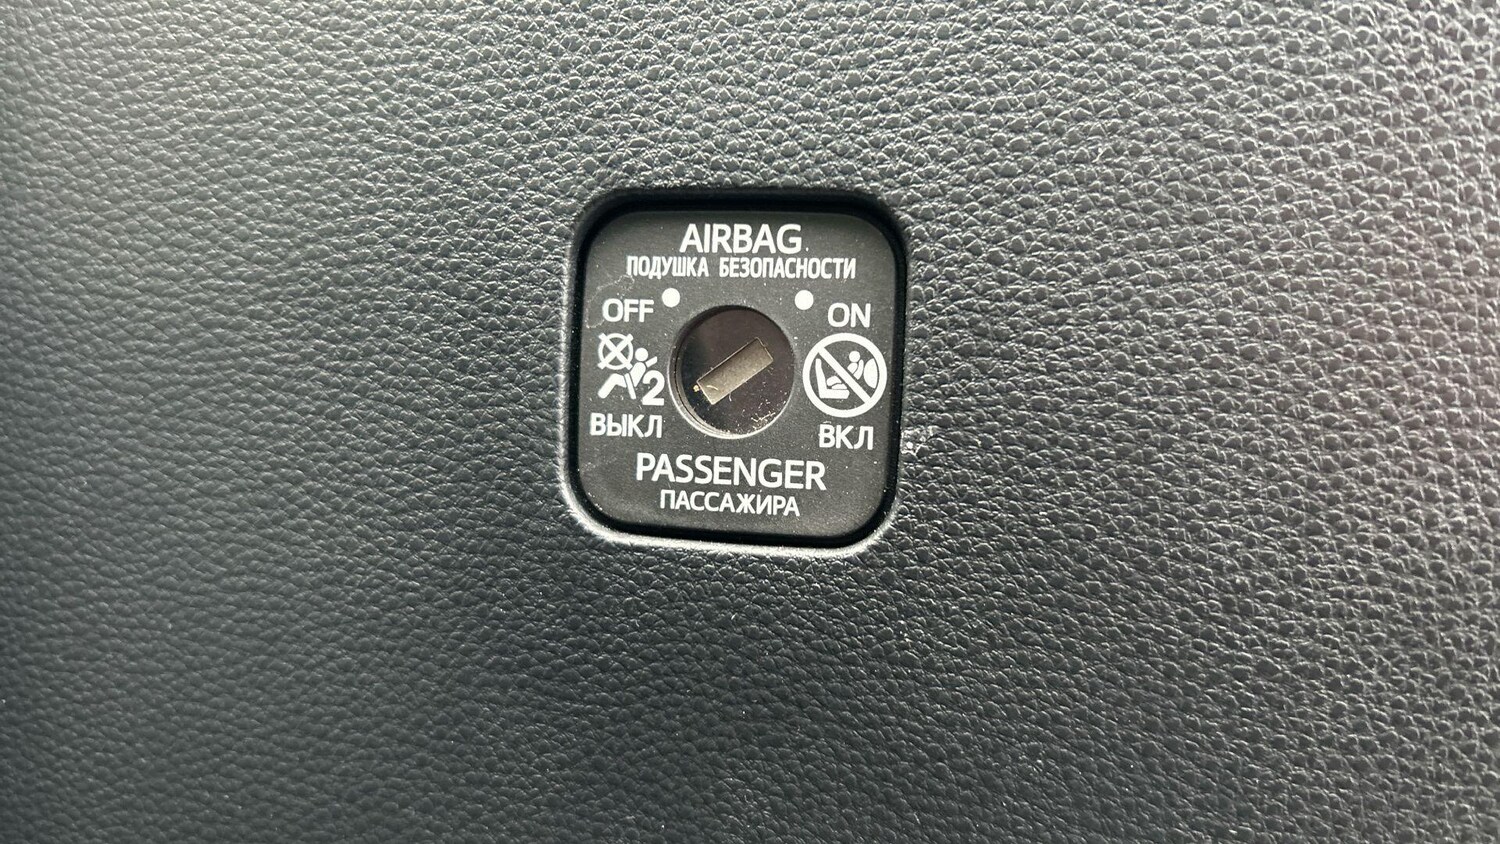 AIRBAG
ПОДУШКА БЕЗОПАСНОСТИ
OFF
ON
2
ВЫКЛ
ВКЛ
PASSENGER
ПАССАЖИРА